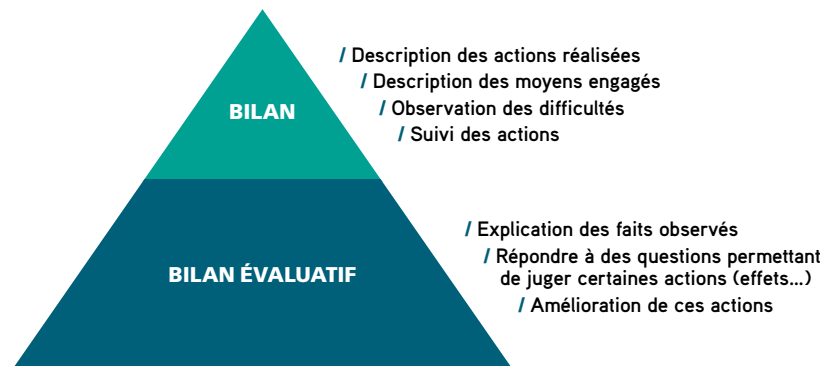 / Description des actions réalisées
/ Description des moyens engagés
BILAN
/ Observation des difficultés
/ Suivi des actions
/ Explication des faits observés
/ Répondre à des questions permettant
de juger certaines actions (effets...)
BILAN ÉVALUATIF
/ Amélioration de ces actions